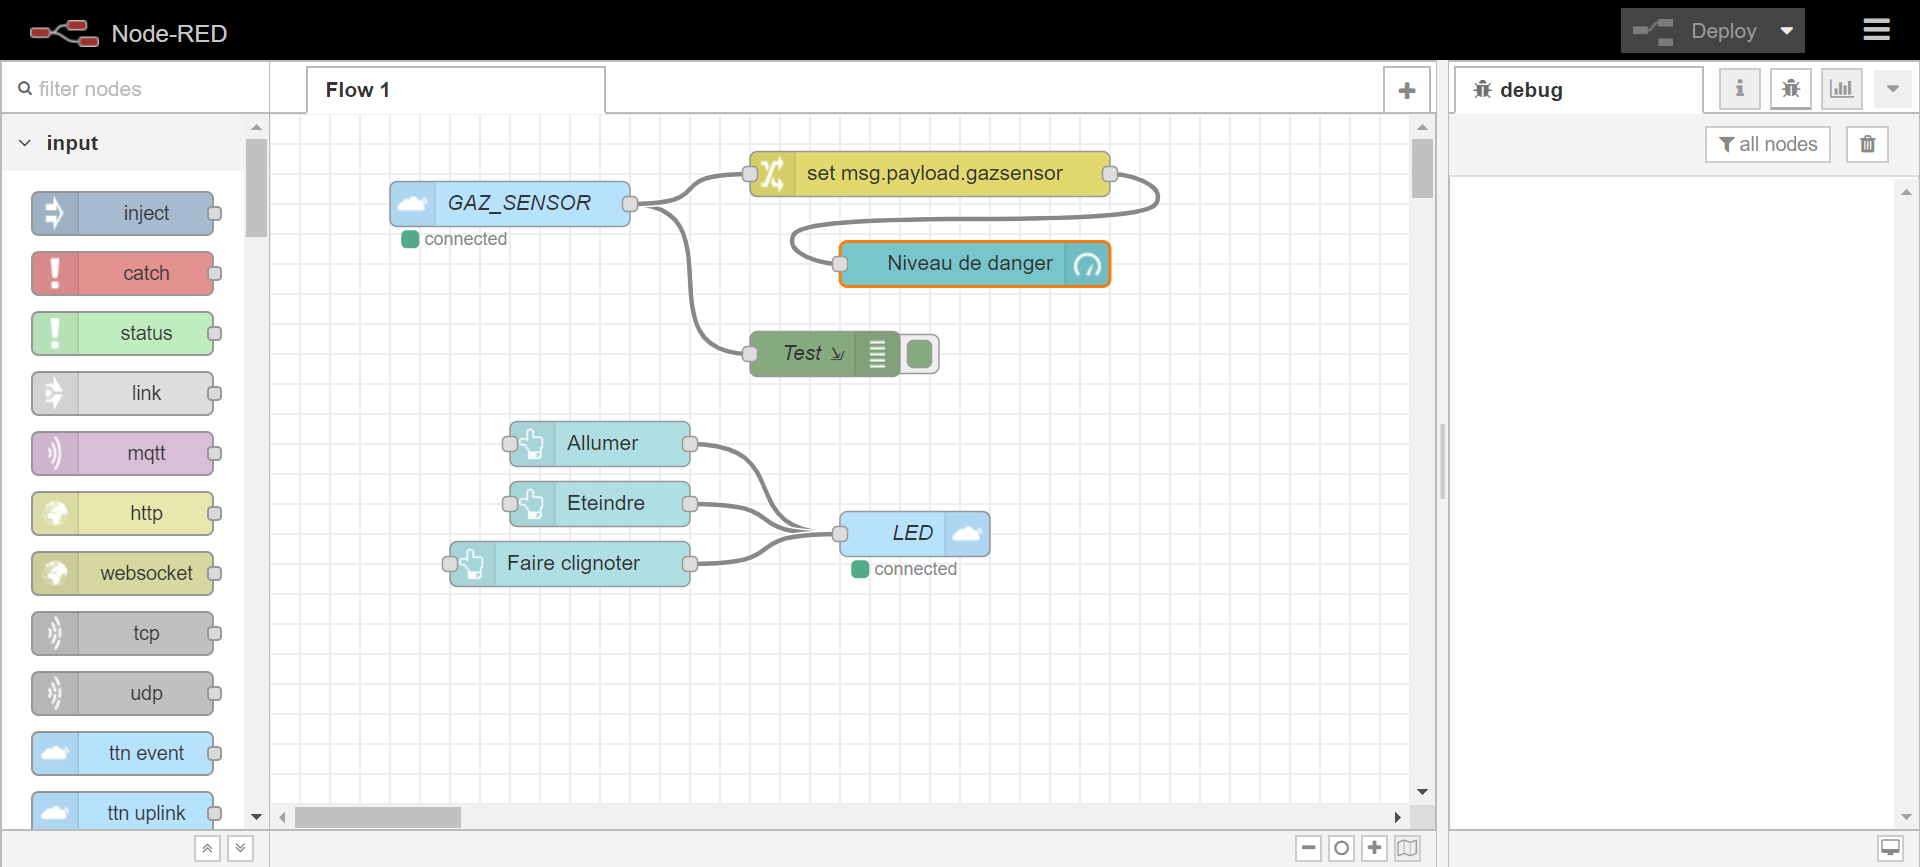 Node-RED
Deploy
filter nodes
Flow 1
debug
all nodes
input
inject
catch
status
link
mqtt
http
websocket
tcp
udp
ttn event
ttn uplink
GAZ_SENSOR
connected
set msg.payload.gazsensor
Niveau de danger
Test
Allumer
Eteindre
Faire clignoter
LED
connected